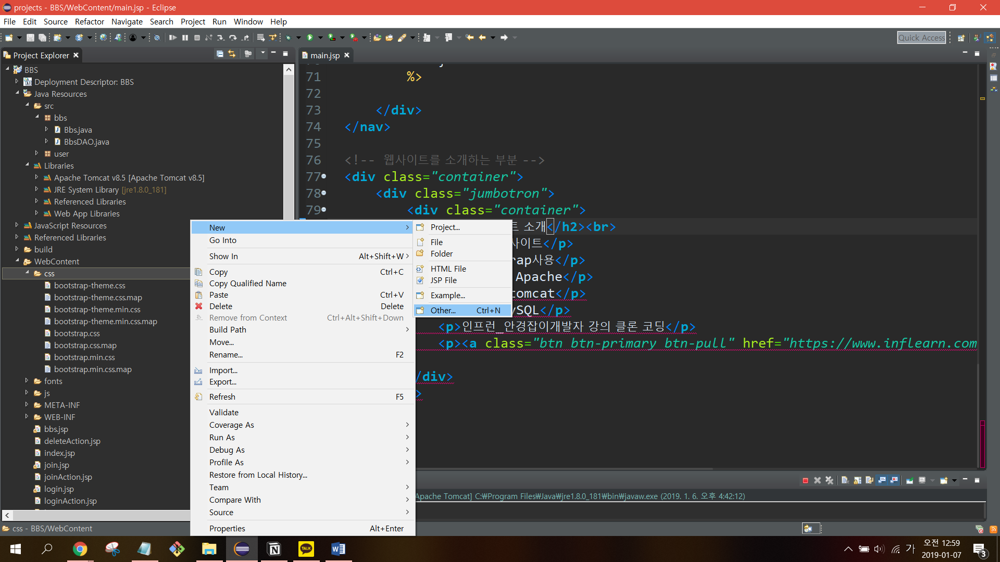 projects - BBS/WebContent/main.jsp - Eclipse
File Edit Source Refactor Navigate Search Project Run Window Help
Quick Access
Project Explorer
BBS
Deployment Descriptor: BBS
Java Resources
src
bbs
Bbs.java
BbsDAO.java
user
Libraries
Apache Tomcat v8.5 [Apache Tomcat v8.5]
JRE System Library [jre1.8.0_181]
Referenced Libraries
Web App Libraries
JavaScript Resources
Referenced Libraries
build
WebContent
css
bootstrap-theme.css
bootstrap-theme.css.map
bootstrap-theme.min.css
bootstrap-theme.min.css.map
bootstrap.css
bootstrap.css.map
bootstrap.min.css
bootstrap.min.css.map
fonts
js
META-INF
WEB-INF
bbs.jsp
deleteAction.jsp
index.jsp
join.jsp
joinAction.jsp
login.jsp
loginAction.jsp
css - BBS/WebContent
main.jsp
71 %>
72
73 </div>
74 </nav>
75
76 <!-- 웹사이트를 소개하는 부분 -->
77 <div class="container">
78 <div class="jumbotron">
79 <div class="container">
트 소개</h2><br>
사이트</p>
rap사용</p>
Apache</p>
tomcat</p>
ySQL</p>
<p>인프런_안경잡이개발자 강의 클론 코딩</p>
<p><a class="btn btn-primary btn-pull" href="https://www.inflearn.com
/div>
>
New
Go Into
Show In Alt+Shift+W
Copy Ctrl+C
Copy Qualified Name
Paste Ctrl+V
Delete Delete
Remove from Context Ctrl+Alt+Shift+Down
Build Path
Move...
Rename... F2
Import...
Export...
Refresh F5
Validate
Coverage As
Run As
Debug As
Profile As
Restore from Local History...
Team
Compare With
Source
Properties Alt+Enter
Project...
File
Folder
HTML File
JSP File
Example...
Other... Ctrl+N
Apache Tomcat] C:₩Program Files₩Java₩jre1.8.0_181₩bin₩javaw.exe (2019. 1. 6. 오후 4:42:12)
TALK
가
오전 12:59
2019-01-07
3